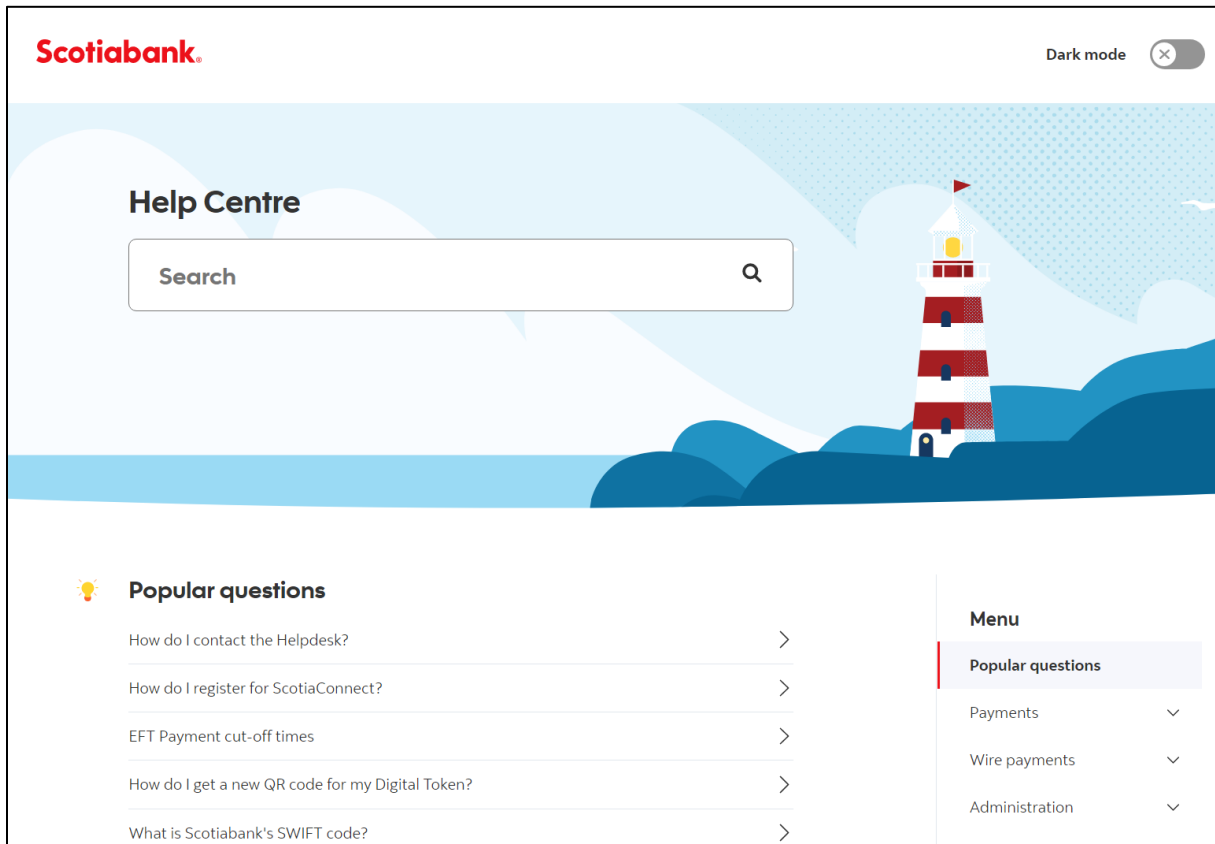 Scotiabank®
Dark mode
Help Centre
Search
Popular questions
How do I contact the Helpdesk?
How do I register for ScotiaConnect?
EFT Payment cut-off times
How do I get a new QR code for my Digital Token?
What is Scotiabank's SWIFT code?
Menu
Popular questions
Payments
Wire payments
Administration